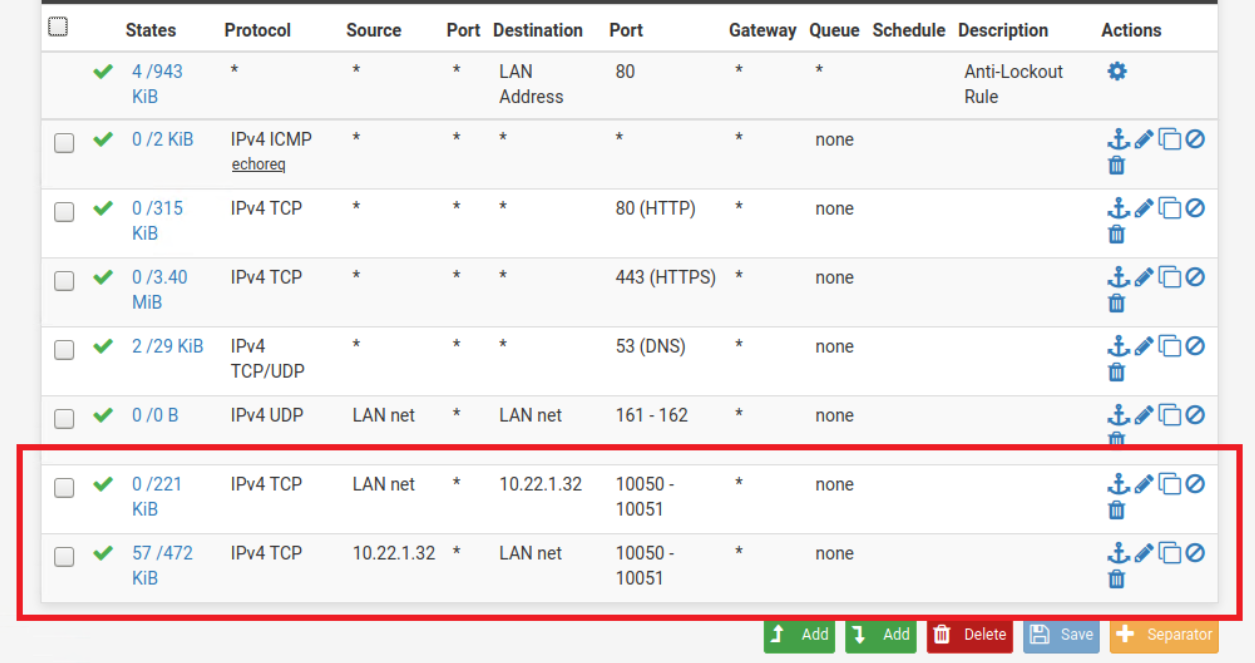 States Protocol Source Port Destination Port Gateway Queue Schedule Description Actions
4 /943 * * * LAN 80 * * Anti-Lockout
KiB Address Rule
0 /2 KiB IPv4 ICMP * * * * * none
echoreq
0 /315 IPv4 TCP * * * 80 (HTTP) * none
KiB
0 /3.40 IPv4 TCP * * * 443 (HTTPS) * none
MiB
2 /29 KiB IPv4 * * * 53 (DNS) * none
TCP/UDP
0 /0 B IPv4 UDP LAN net * LAN net 161 - 162 * none
0 /221 IPv4 TCP LAN net * 10.22.1.32 10050 - * none
KiB 10051
57 /472 IPv4 TCP 10.22.1.32 * LAN net 10050 - * none
KiB 10051
Add Add Delete Save Separator